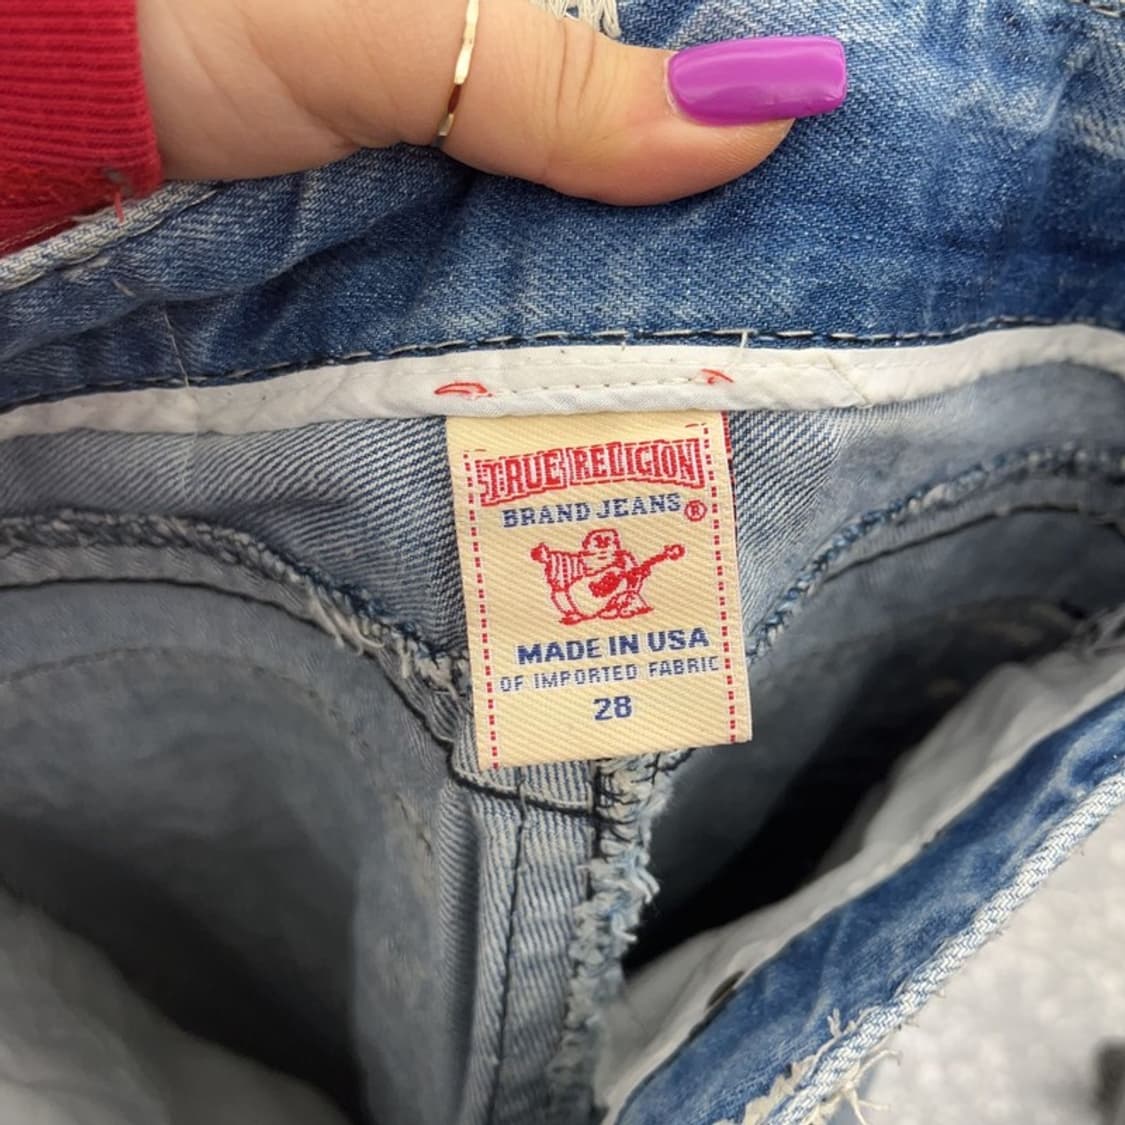 TRUE RELIGION
BRAND JEANS®
MADE IN USA
OF IMPORTED FABRIC
28